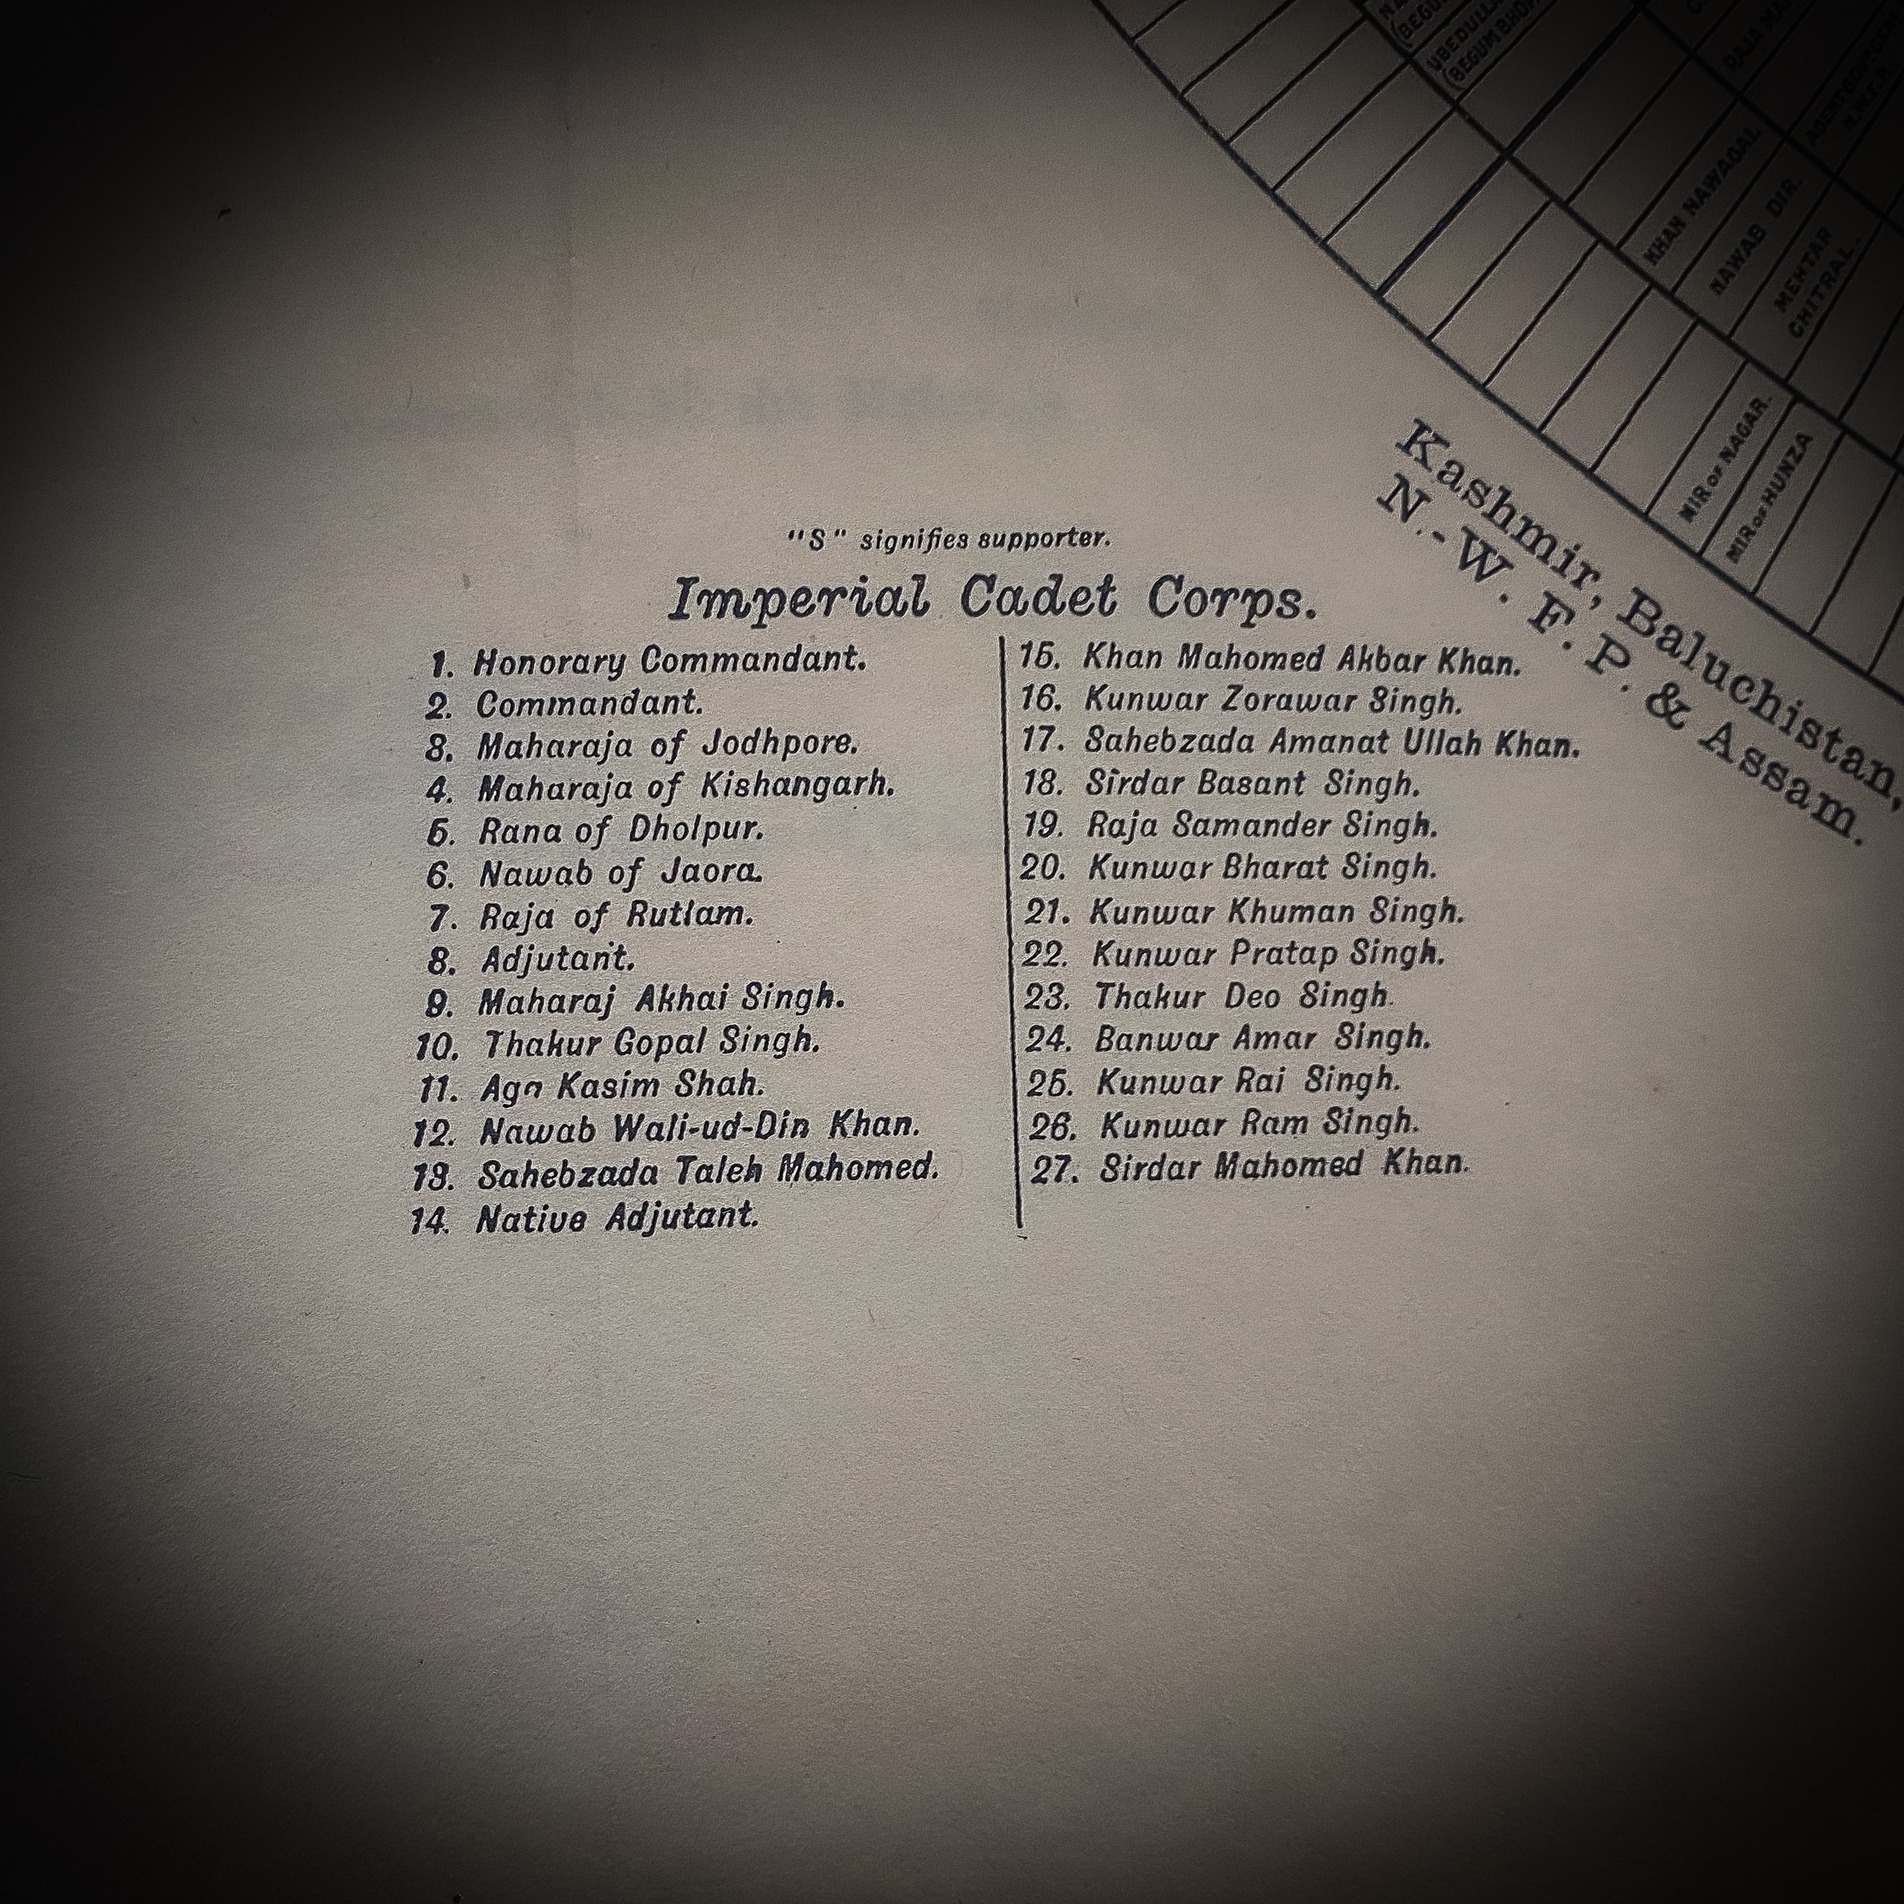 "S" signifies supporter.
Imperial Cadet Corps.
1. Honorary Commandant.
2. Commandant.
3. Maharaja of Jodhpore.
4. Maharaja of Kishangarh.
5. Rana of Dholpur.
6. Nawab of Jaora.
7. Raja of Rutlam.
8. Adjutant.
9. Maharaj Akhai Singh.
10. Thakur Gopal Singh.
11. Aga Kasim Shah.
12. Nawab Wali-ud-Din Khan.
13. Sahebzada Taleh Mahomed.
14. Native Adjutant.
15. Khan Mahomed Akbar Khan.
16. Kunwar Zorawar Singh.
17. Sahebzada Amanat Ullah Khan.
18. Sirdar Basant Singh.
19. Raja Samander Singh.
20. Kunwar Bharat Singh.
21. Kunwar Khuman Singh.
22. Kunwar Pratap Singh.
23. Thakur Deo Singh.
24. Banwar Amar Singh.
25. Kunwar Rai Singh.
26. Kunwar Ram Singh.
27. Sirdar Mahomed Khan.
Kashmir, Baluchistan,
N.-W. F. P. & Assam.
KHAN NAWAGAI
NAWAB DIR.
MEHTAR
CHITRAL.
MIR OF NAGAR.
MIR OF HUNZA